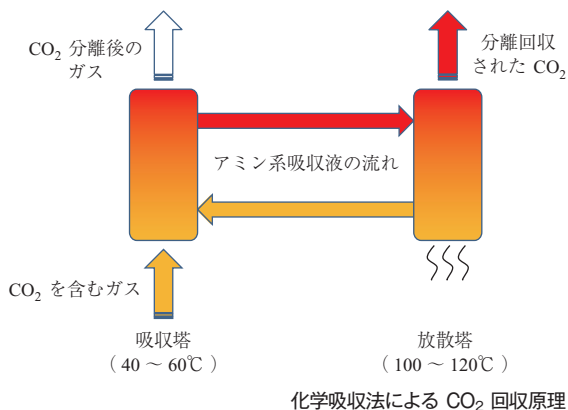 CO₂ 分離後の
ガス
分離回収
された CO₂
アミン系吸収液の流れ
CO₂ を含むガス
吸収塔
（ 40 ～ 60℃ ）
放散塔
（ 100 ～ 120℃ ）
化学吸収法による CO₂ 回収原理